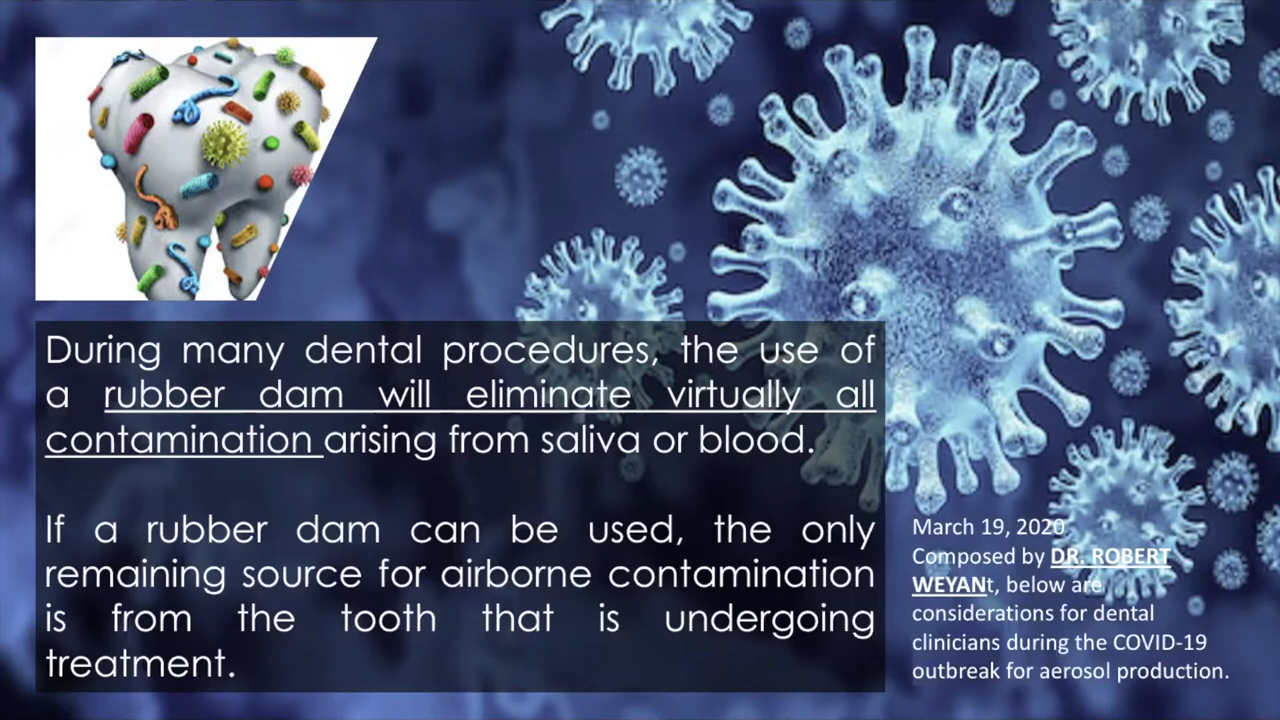 During many dental procedures, the use of
a rubber dam will eliminate virtually all
contamination arising from saliva or blood.
If a rubber dam can be used, the only
remaining source for airborne contamination
is from the tooth that is undergoing
treatment.
March 19, 2020
Composed by DR. ROBERT
WEYANt, below are
considerations for dental
clinicians during the COVID-19
outbreak for aerosol production.